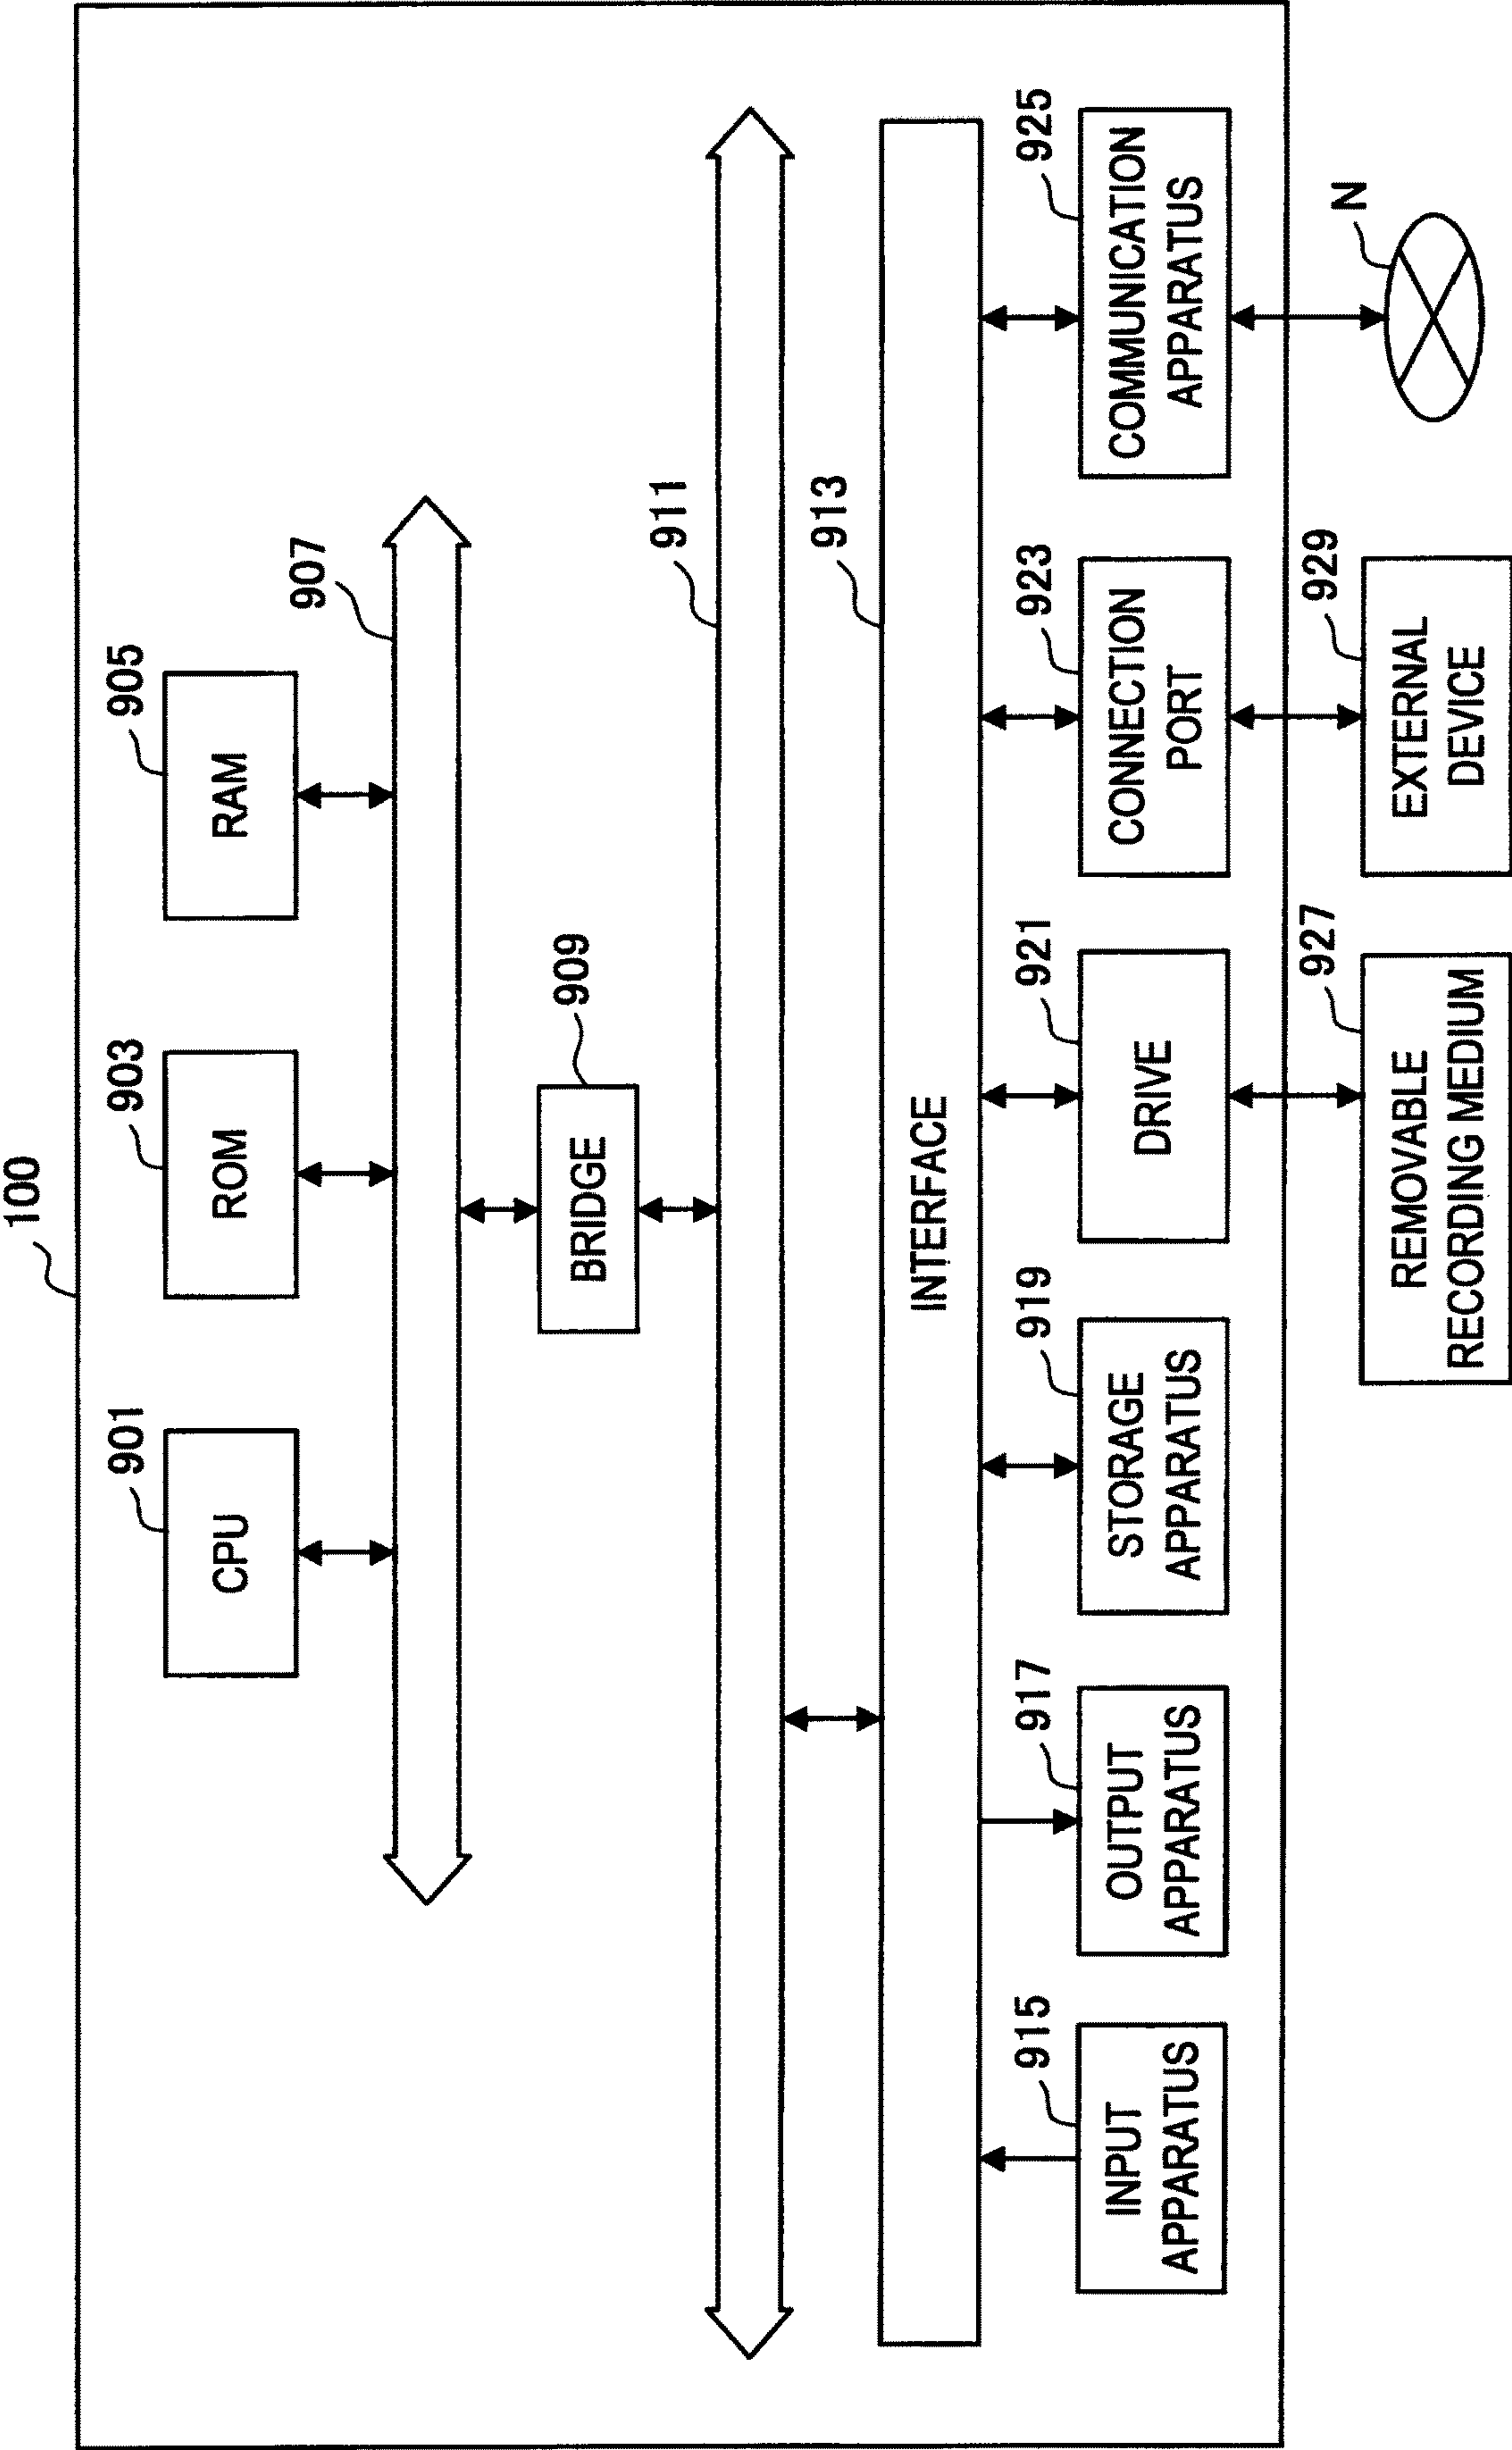 100
901
CPU
903
ROM
905
RAM
907
909
BRIDGE
911
913
INTERFACE
915
INPUT
APPARATUS
917
OUTPUT
APPARATUS
919
STORAGE
APPARATUS
921
DRIVE
923
CONNECTION
PORT
925
COMMUNICATION
APPARATUS
927
REMOVABLE
RECORDING MEDIUM
929
EXTERNAL
DEVICE
N